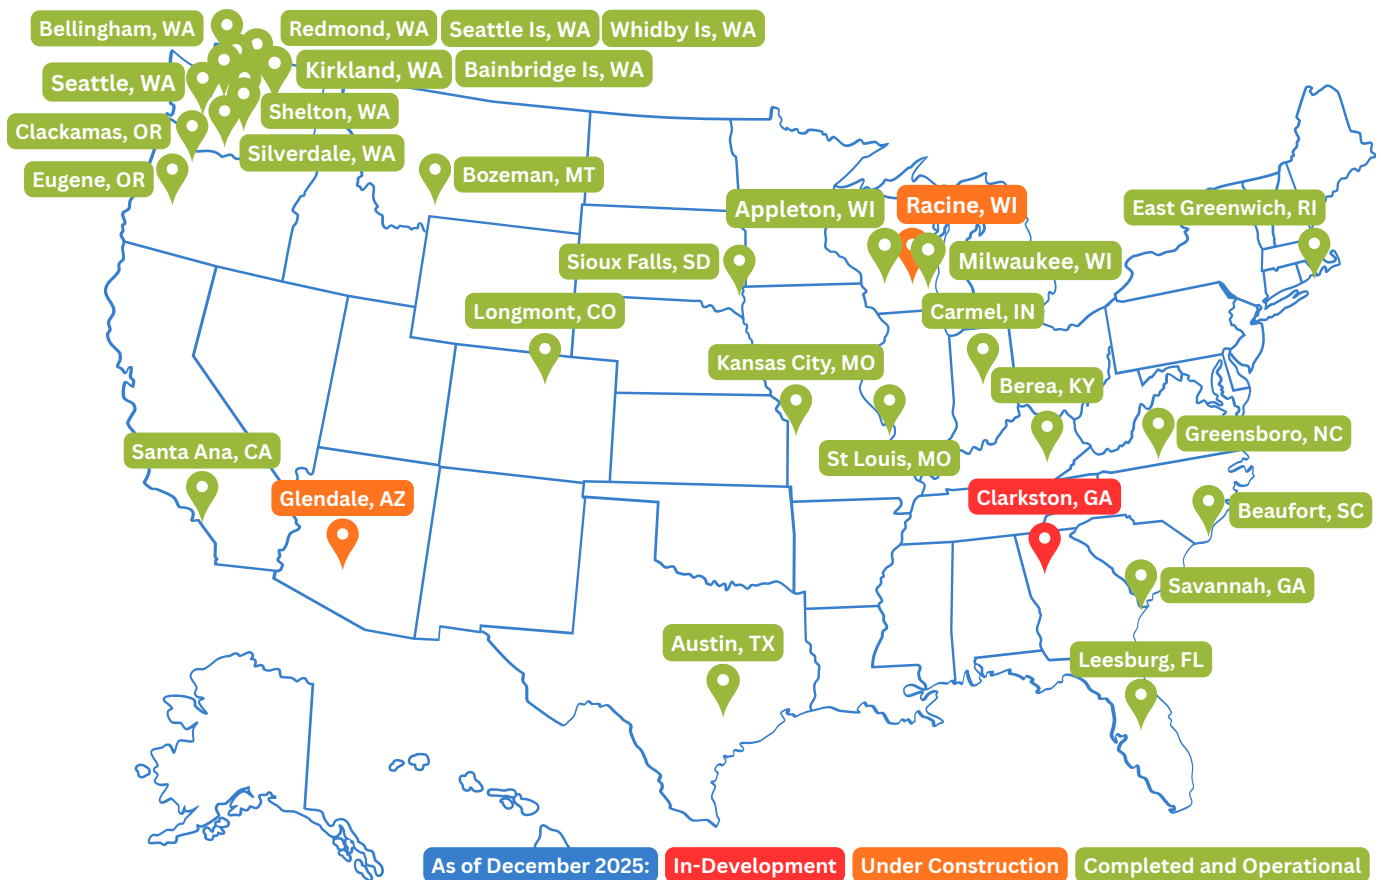 Bellingham, WA
Redmond, WA
Seattle Is, WA
Whidby Is, WA
Seattle, WA
Kirkland, WA
Bainbridge Is, WA
Shelton, WA
Clackamas, OR
Silverdale, WA
Eugene, OR
Bozeman, MT
Appleton, WI
Racine, WI
East Greenwich, RI
Sioux Falls, SD
Milwaukee, WI
Longmont, CO
Carmel, IN
Kansas City, MO
Berea, KY
Santa Ana, CA
St Louis, MO
Greensboro, NC
Glendale, AZ
Clarkston, GA
Beaufort, SC
Savannah, GA
Austin, TX
Leesburg, FL
As of December 2025:
In-Development
Under Construction
Completed and Operational